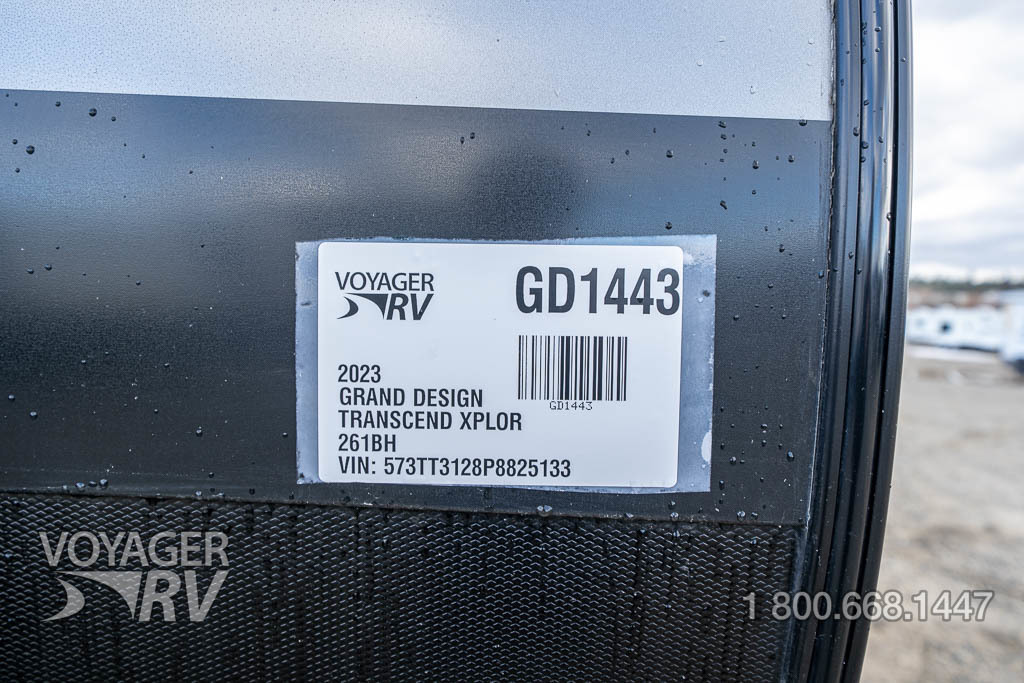 VOYAGER
RV
GD1443
GD1443
2023
GRAND DESIGN
TRANSCEND XPLOR
261BH
VIN: 573TT3128P8825133
VOYAGER
RV
1 800.668.1447